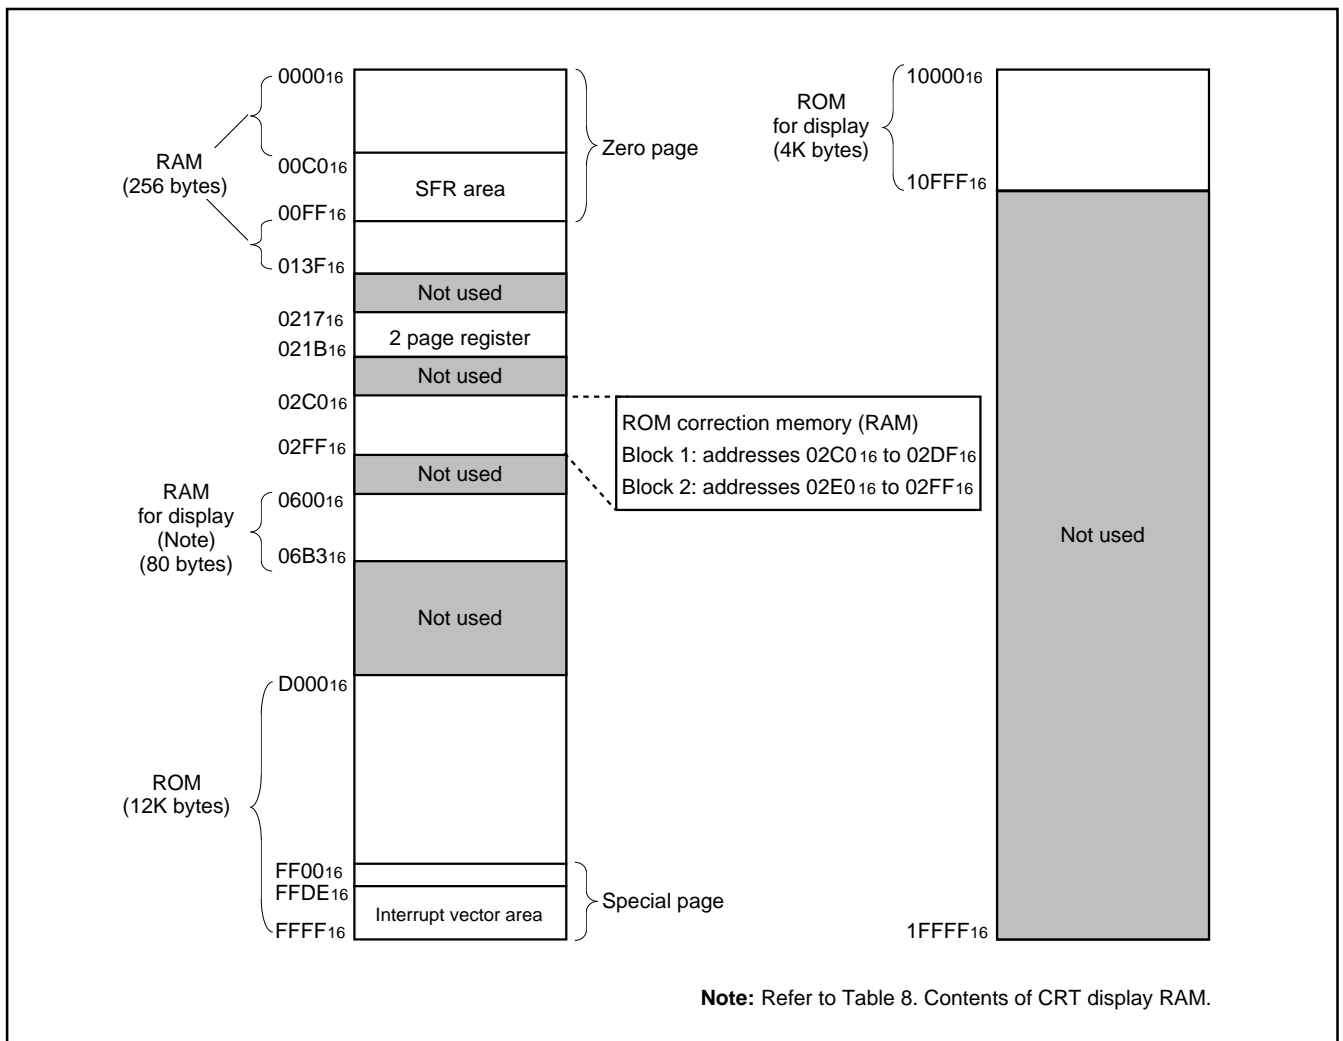 0000₁₆
RAM
(256 bytes)
00C0₁₆
SFR area
00FF₁₆
Zero page
013F₁₆
Not used
0217₁₆
2 page register
021B₁₆
Not used
02C0₁₆
02FF₁₆
ROM correction memory (RAM)
Block 1: addresses 02C0₁₆ to 02DF₁₆
Block 2: addresses 02E0₁₆ to 02FF₁₆
Not used
RAM
for display
(Note)
(80 bytes)
0600₁₆
06B3₁₆
Not used
D000₁₆
ROM
(12K bytes)
FF00₁₆
FFDE₁₆
Interrupt vector area
FFFF₁₆
Special page
10000₁₆
ROM
for display
(4K bytes)
10FFF₁₆
Not used
1FFFF₁₆
Note: Refer to Table 8. Contents of CRT display RAM.